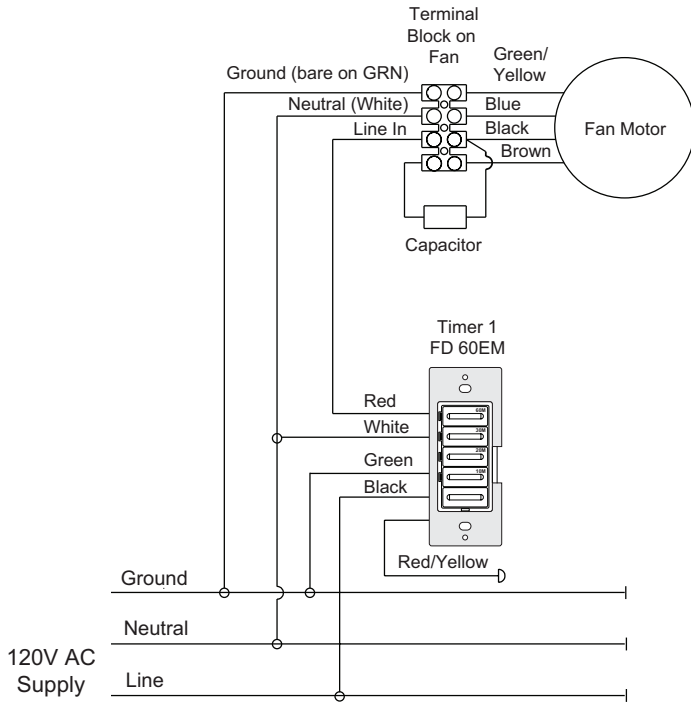 Terminal
Block on
Fan
Green/
Yellow
Ground (bare on GRN)
Neutral (White)
Blue
Line In
Black
Brown
Fan Motor
Capacitor
Timer 1
FD 60EM
60M
30M
20M
10M
Red
White
Green
Black
Red/Yellow
Ground
Neutral
120V AC
Supply
Line